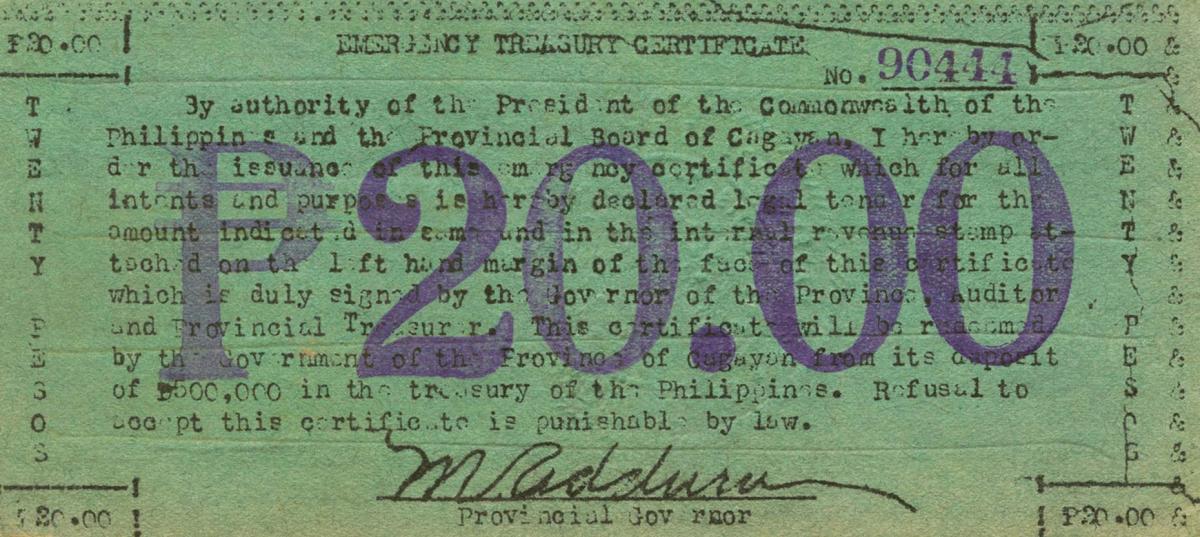 ₱20.00
EMERGENCY TREASURY CERTIFICATE
₱20.00
No. 90444
By authority of the President of the Commonwealth of the
Philippines and the Provincial Board of Cagayan, I hereby or-
der the issuance of this emergency certificate which for all
intents and purposes is hereby declared legal tender for the
amount indicated in same and in the internal revenue stamp at-
tached on the left hand margin of the face of this certificate
which is duly signed by the Governor of the Province, Auditor
and Provincial Treasurer. This certificate will be redeemed
by the Government of the Province of Cagayan from its deposit
of ₱500,000 in the treasury of the Philippines. Refusal to
accept this certificate is punishable by law.
TWENTY PESOS
TWENTY PESOS
₱20.00
M. Adduru
Provincial Governor
₱20.00
₱20.00